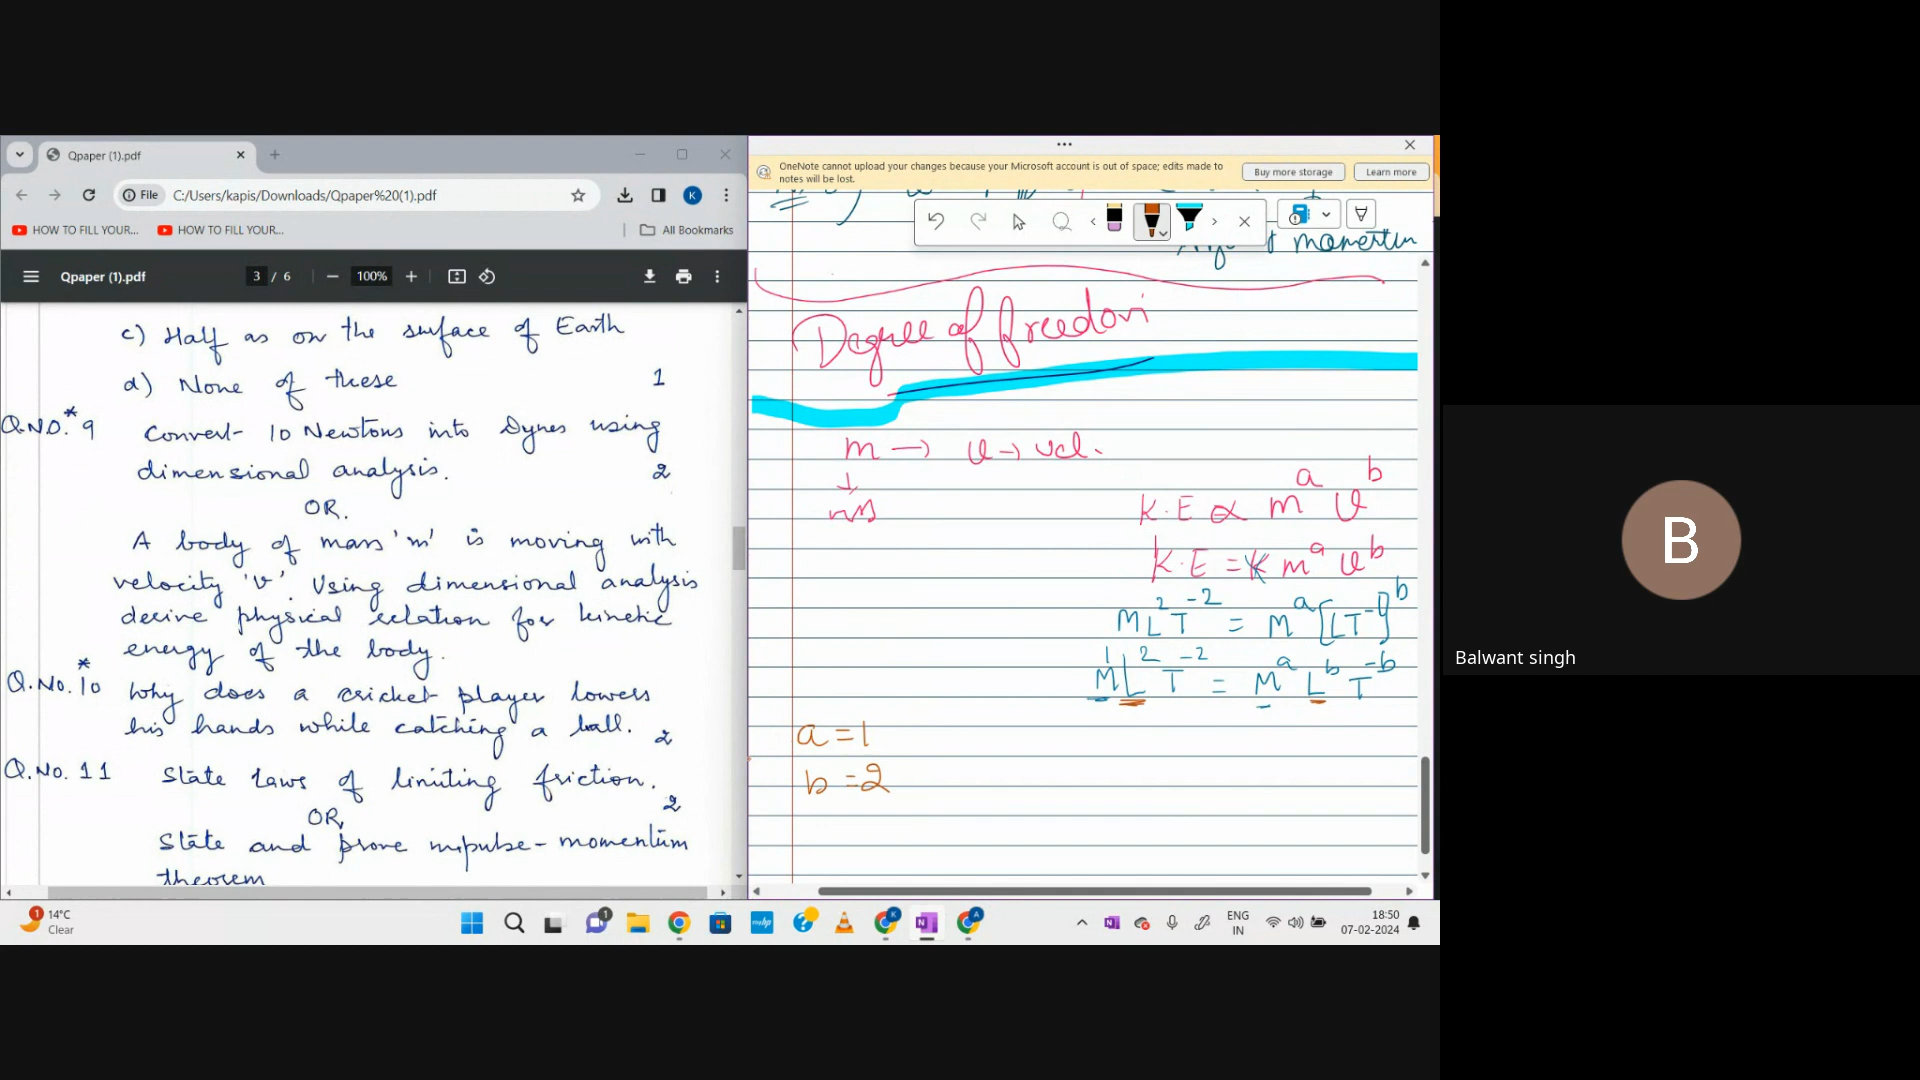 Qpaper (1).pdf
File C:/Users/kapis/Downloads/Qpaper%20(1).pdf
K
HOW TO FILL YOUR... HOW TO FILL YOUR... All Bookmarks
Qpaper (1).pdf 3 / 6 100%
c) Half as on the surface of Earth
d) None of these 1
Q.NO.*9 Convert 10 Newtons into Dynes using
dimensional analysis. 2
OR.
A body of mass 'm' is moving with
velocity 'v'. Using dimensional analysis
derive physical relation for kinetic
energy of the body.
Q.No.*10 Why does a cricket player lowers
his hands while catching a ball. 2
Q.No. 11 State Laws of limiting friction.
2
OR,
State and prove impulse-momentum
theorem
OneNote cannot upload your changes because your Microsoft account is out of space; edits made to
notes will be lost.
Buy more storage Learn more
momentum
Degree of freedom
m → v → vel.
↓
K.E ∝ m^a v^b
K.E = K m^a v^b
ML²T⁻² = M^a [LT⁻¹]^b
M¹L²T⁻² = M^a L^b T^-b
a = 1
b = 2
B
Balwant singh
14°C
Clear
ENG
IN
18:50
07-02-2024